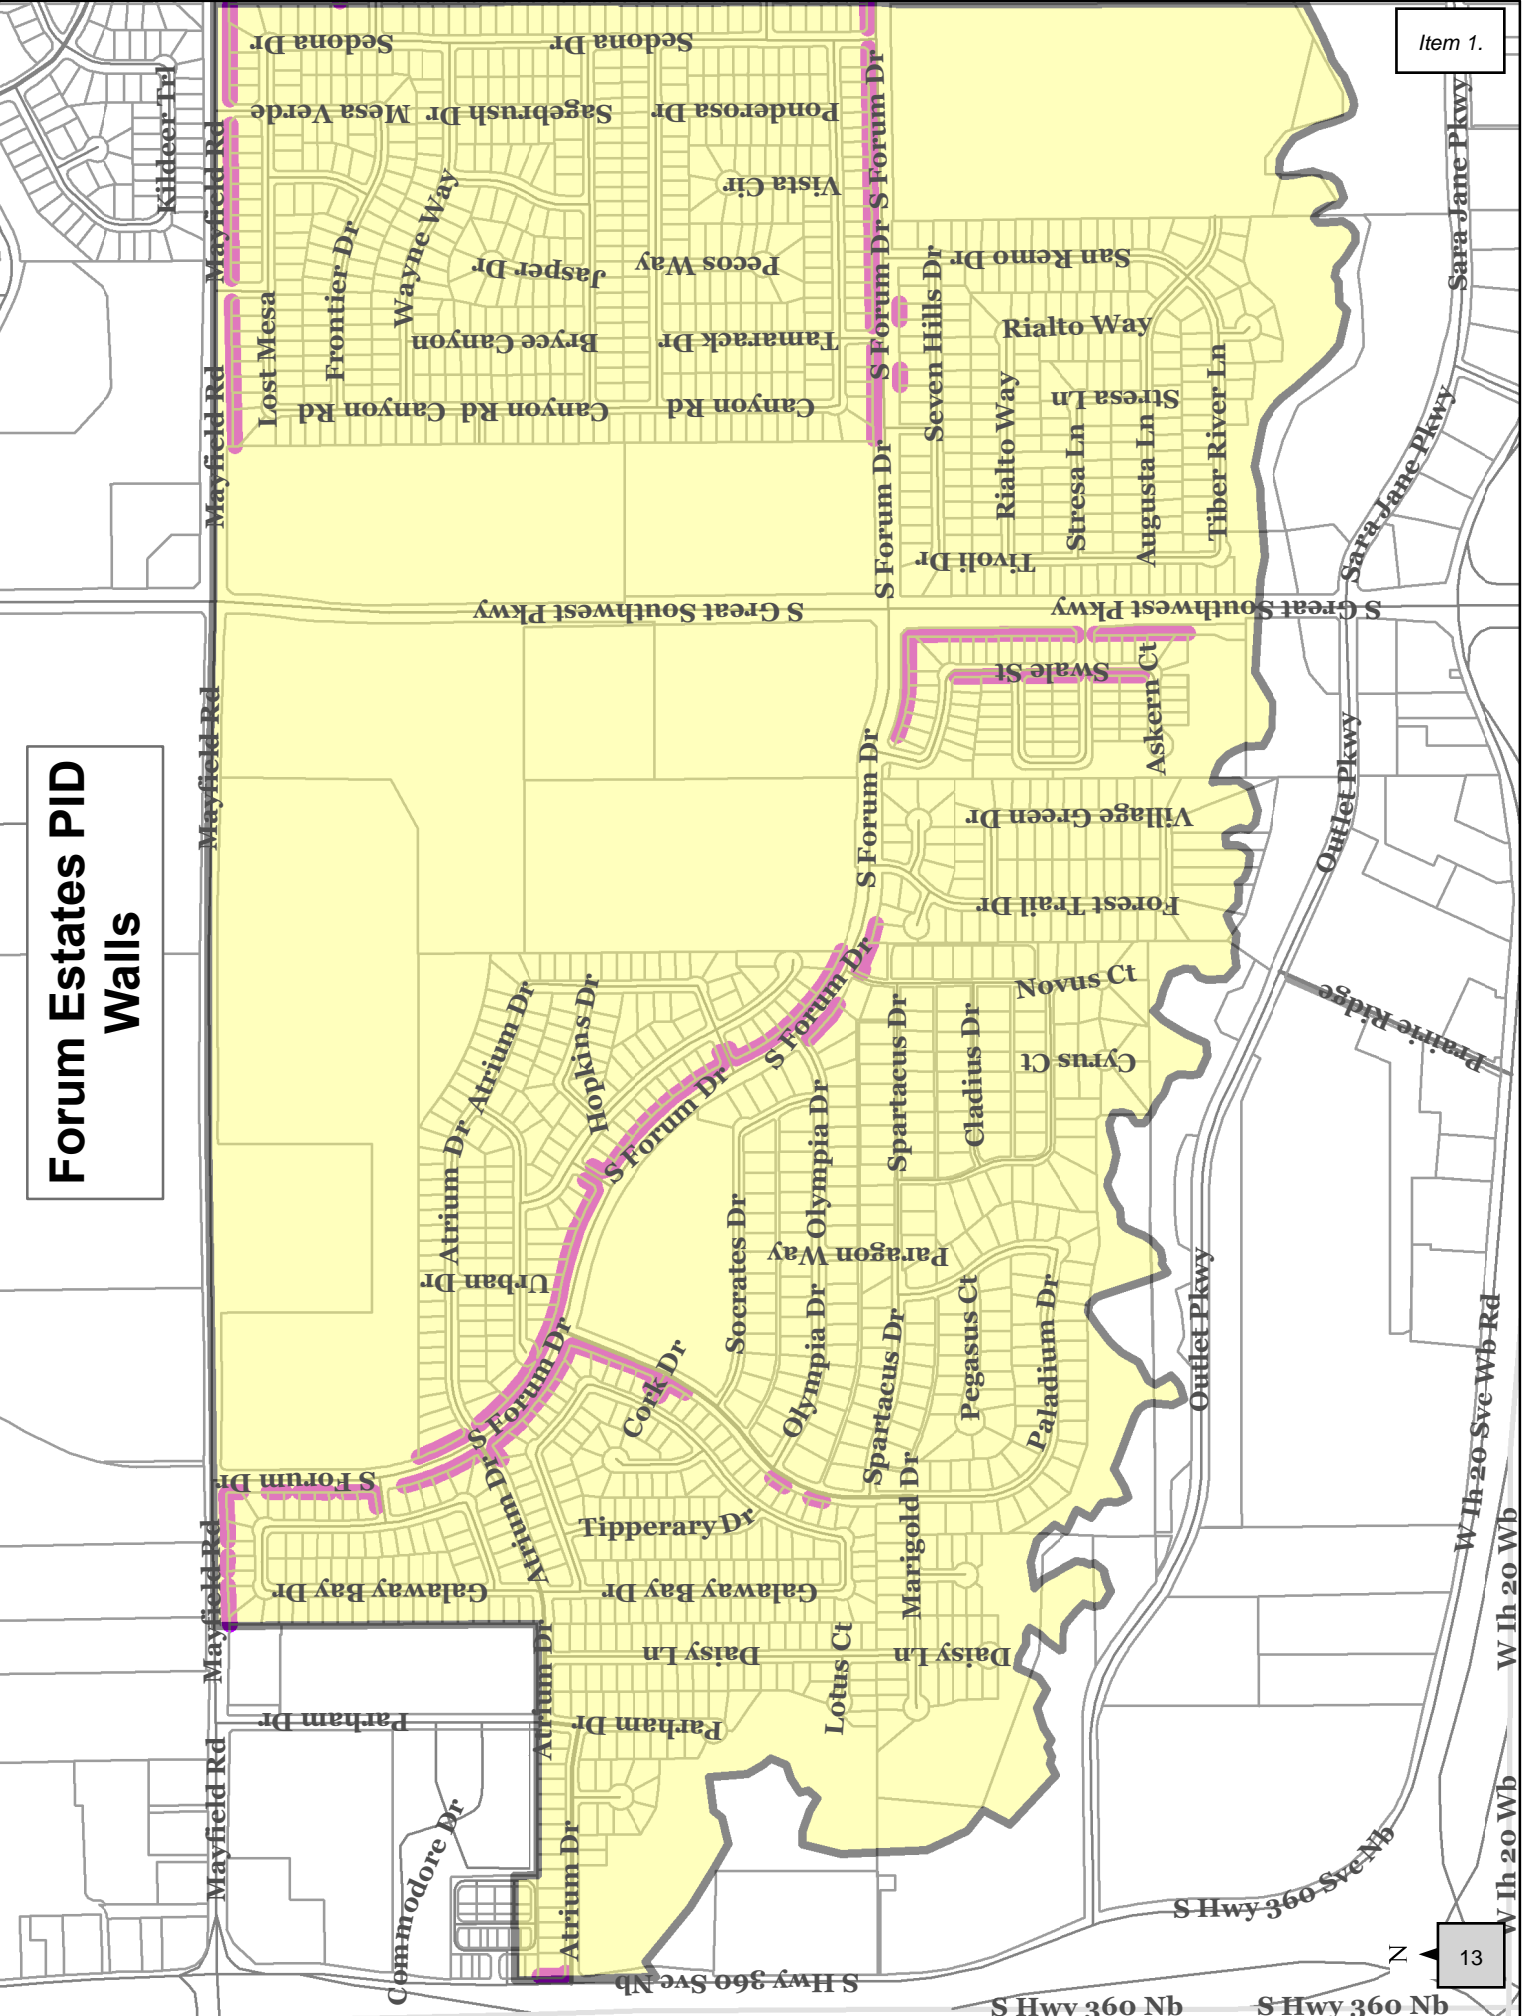 Item 1.
Forum Estates PID
Walls
Sedona Dr
Sedona Dr
Kildeer Trl
Mayfield Rd
Mesa Verde
Sagebrush Dr
Ponderosa Dr
S Forum Dr
Sara Jane Pkwy
Vista Cir
Wayne Way
Frontier Dr
Jasper Dr
Pecos Way
S Forum Dr
Seven Hills Dr
San Remo Dr
Sara Jane Pkwy
Lost Mesa
Bryce Canyon
Tamarack Dr
Rialto Way
Mayfield Rd
Canyon Rd
Canyon Rd
Canyon Rd
Rialto Way
Stresa Ln
Stresa Ln
Augusta Ln
Tiber River Ln
S Forum Dr
Tivoli Dr
Sara Jane Pkwy
S Great Southwest Pkwy
S Great Southwest Pkwy
Swale St
Askern Ct
Mayfield Rd
S Forum Dr
Village Green Dr
Outlet Pkwy
Forest Trail Dr
Atrium Dr
Hopkins Dr
S Forum Dr
Novus Ct
Spartacus Dr
Cladius Dr
Cyrus Ct
Prairie Ridge
Atrium Dr
S Forum Dr
Olympia Dr
Urban Dr
Socrates Dr
Paragon Way
Outlet Pkwy
S Forum Dr
Cork Dr
Olympia Dr
Spartacus Dr
Pegasus Ct
Paladium Dr
W Ih 20 Svc Wb Rd
S Forum Dr
Atrium Dr
Tipperary Dr
Marigold Dr
Mayfield Rd
Galaway Bay Dr
Galaway Bay Dr
W Ih 20 Wb
Atrium Dr
Daisy Ln
Lotus Ct
Daisy Ln
Parham Dr
Parham Dr
Mayfield Rd
Commodore Dr
Atrium Dr
W Ih 20 Wb
S Hwy 360 Svc Nb
S Hwy 360 Svc Nb
N
13
S Hwy 360 Nb
S Hwy 360 Nb